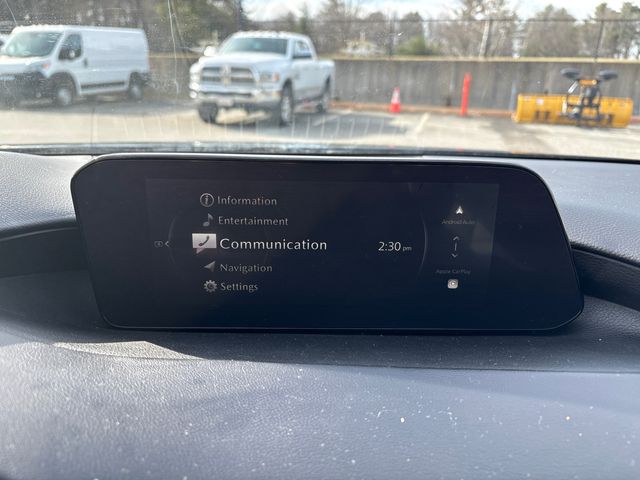 Information
Entertainment
Communication
2:30 pm
Navigation
Settings
Android Auto
Apple CarPlay